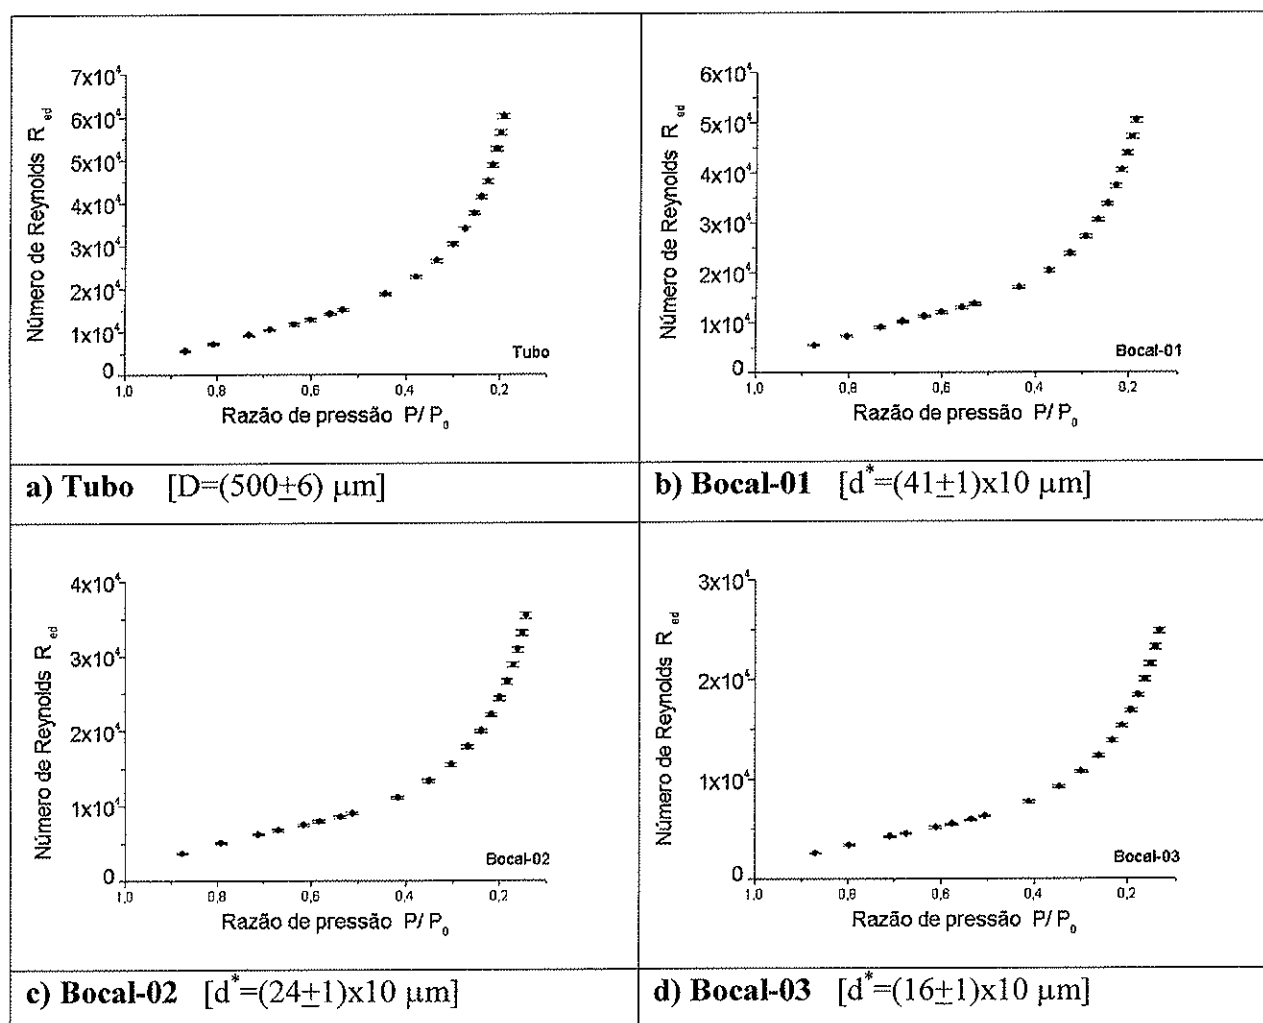 Número de Reynolds R_ed
7x10⁴
6x10⁴
5x10⁴
4x10⁴
3x10⁴
2x10⁴
1x10⁴
0
1,0
0,8
0,6
0,4
0,2
Tubo
Razão de pressão P/P₀
a) Tubo [D=(500±6) μm]
Número de Reynolds R_ed
6x10⁴
5x10⁴
4x10⁴
3x10⁴
2x10⁴
1x10⁴
0
1,0
0,8
0,6
0,4
0,2
Bocal-01
Razão de pressão P/P₀
b) Bocal-01 [d*=(41±1)x10 μm]
Número de Reynolds R_ed
4x10⁴
3x10⁴
2x10⁴
1x10⁴
0
1,0
0,8
0,6
0,4
0,2
Bocal-02
Razão de pressão P/P₀
c) Bocal-02 [d*=(24±1)x10 μm]
Número de Reynolds R_ed
3x10⁴
2x10⁴
1x10⁴
0
1,0
0,8
0,6
0,4
0,2
Bocal-03
Razão de pressão P/P₀
d) Bocal-03 [d*=(16±1)x10 μm]